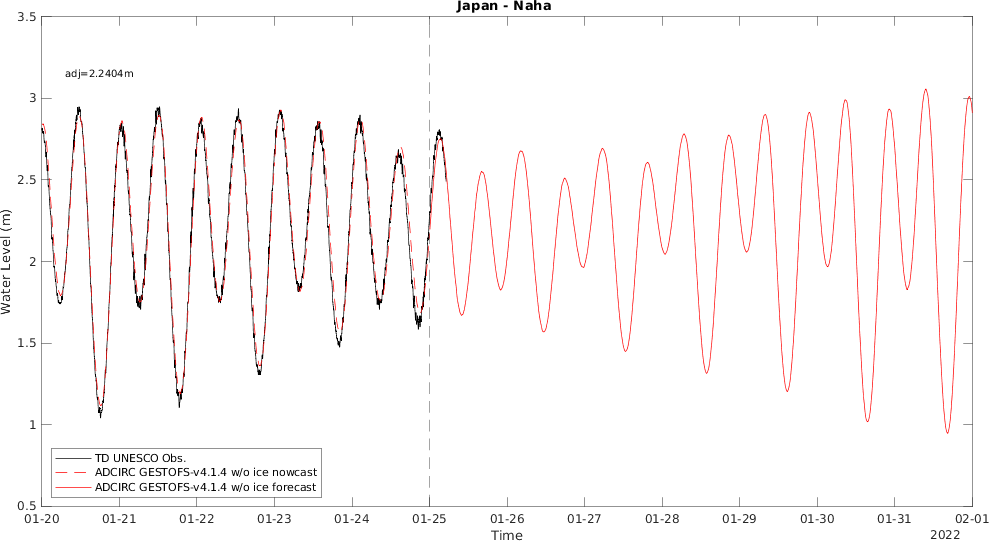 Japan - Naha
3.5
adj=2.2404m
3
2.5
Water Level (m)
2
1.5
1
TD UNESCO Obs.
ADCIRC GESTOFS-v4.1.4 w/o ice nowcast
ADCIRC GESTOFS-v4.1.4 w/o ice forecast
0.5
01-20 01-21 01-22 01-23 01-24 01-25 01-26 01-27 01-28 01-29 01-30 01-31 02-01
Time
2022